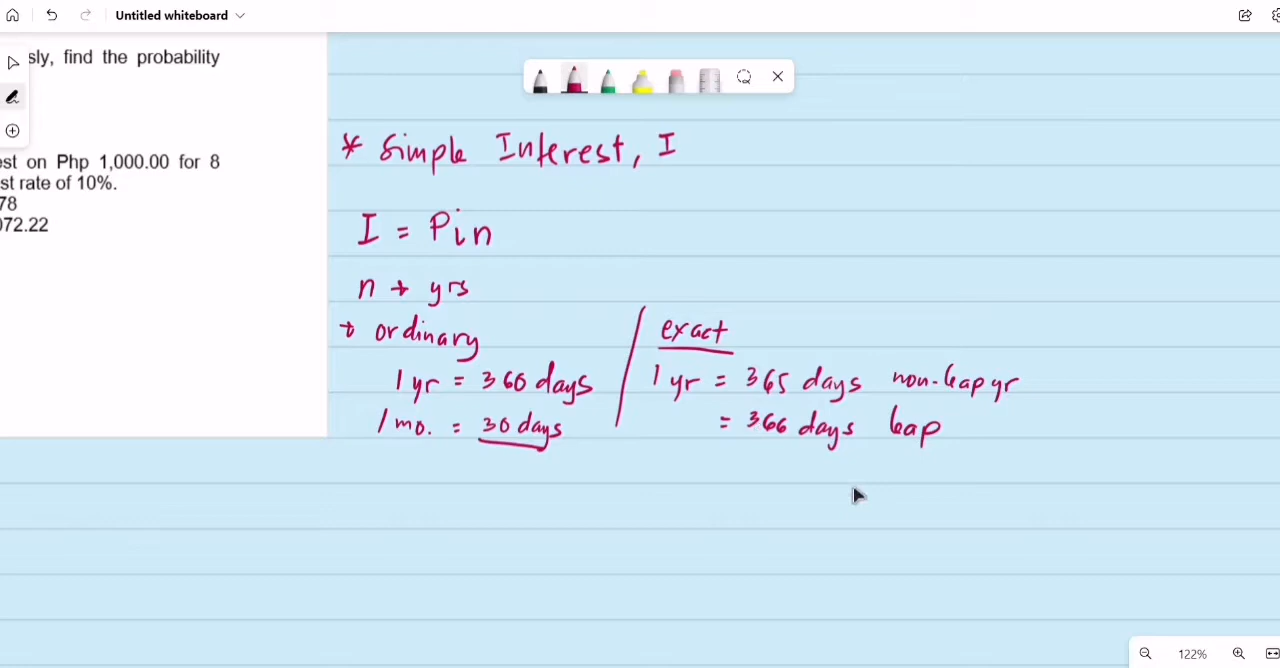 Untitled whiteboard
sly, find the probability
est on Php 1,000.00 for 8
st rate of 10%.
78
072.22
* Simple Interest, I
I = Pin
n → yrs
→ ordinary
1 yr = 360 days
1 mo. = 30 days
exact
1 yr = 365 days non-leap yr
= 366 days leap
122%